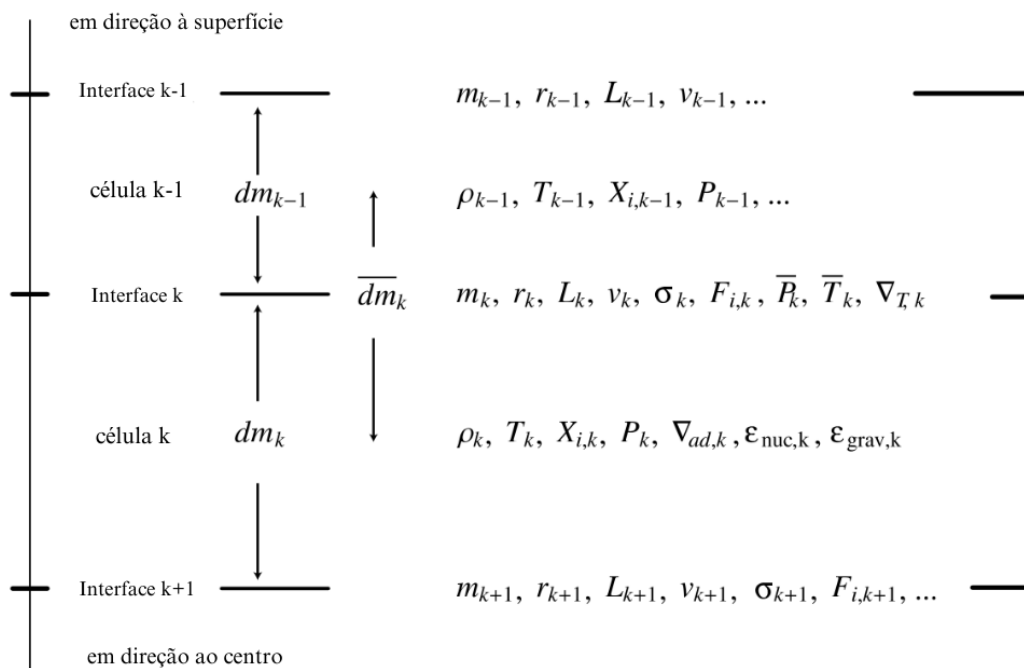 em direção à superfície
Interface k-1 m_{k−1}, r_{k−1}, L_{k−1}, v_{k−1}, ...
célula k-1 dm_{k−1} ρ_{k−1}, T_{k−1}, X_{i,k−1}, P_{k−1}, ...
Interface k \overline{dm}_k m_k, r_k, L_k, v_k, σ_k, F_{i,k}, \overline{P}_k, \overline{T}_k, ∇_{T,k}
célula k dm_k ρ_k, T_k, X_{i,k}, P_k, ∇_{ad,k}, ε_{nuc,k}, ε_{grav,k}
Interface k+1 m_{k+1}, r_{k+1}, L_{k+1}, v_{k+1}, σ_{k+1}, F_{i,k+1}, ...
em direção ao centro